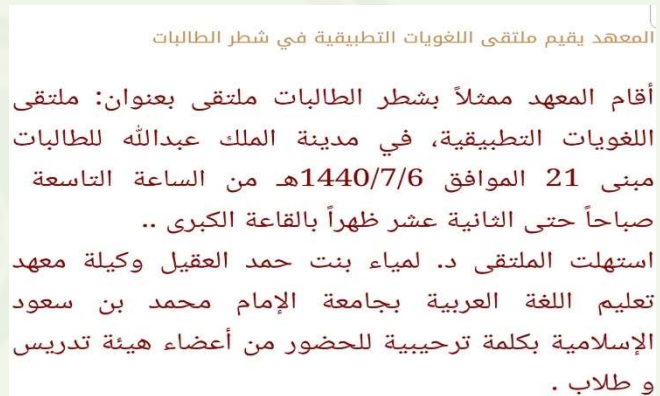 المعهد يقيم ملتقى اللغويات التطبيقية في شطر الطالبات
أقام المعهد ممثلاً بشطر الطالبات ملتقى بعنوان: ملتقى
اللغويات التطبيقية، في مدينة الملك عبدالله للطالبات
مبنى 21 الموافق 1440/7/6هـ من الساعة التاسعة
صباحاً حتى الثانية عشر ظهراً بالقاعة الكبرى ..
استهلت الملتقى د. لمياء بنت حمد العقيل وكيلة معهد
تعليم اللغة العربية بجامعة الإمام محمد بن سعود
الإسلامية بكلمة ترحيبية للحضور من أعضاء هيئة تدريس
و طلاب .